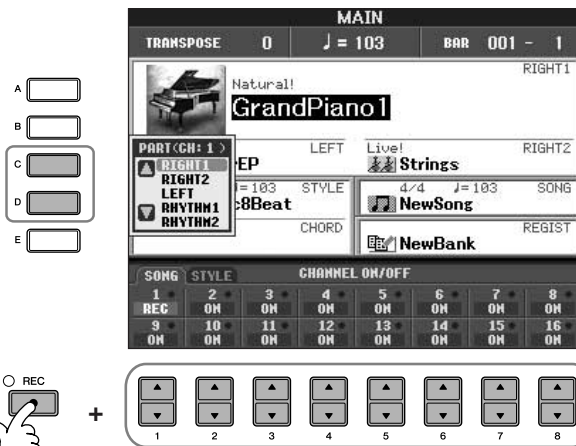 MAIN
TRANSPOSE 0 ♩= 103 BAR 001 - 1
RIGHT1
Natural!
GrandPiano1
PART(CH: 1 )
RIGHT1
RIGHT2
LEFT
RHYTHM1
RHYTHM2
LEFT
EP
Live! RIGHT2
Strings
= 103 STYLE
8Beat
4/4 ♩= 103 SONG
NewSong
CHORD
REGIST
NewBank
A
B
C
D
E
SONG STYLE CHANNEL ON/OFF
1 2 3 4 5 6 7 8
REC ON ON ON ON ON ON ON
9 10 11 12 13 14 15 16
ON ON ON ON ON ON ON ON
REC
+
1 2 3 4 5 6 7 8